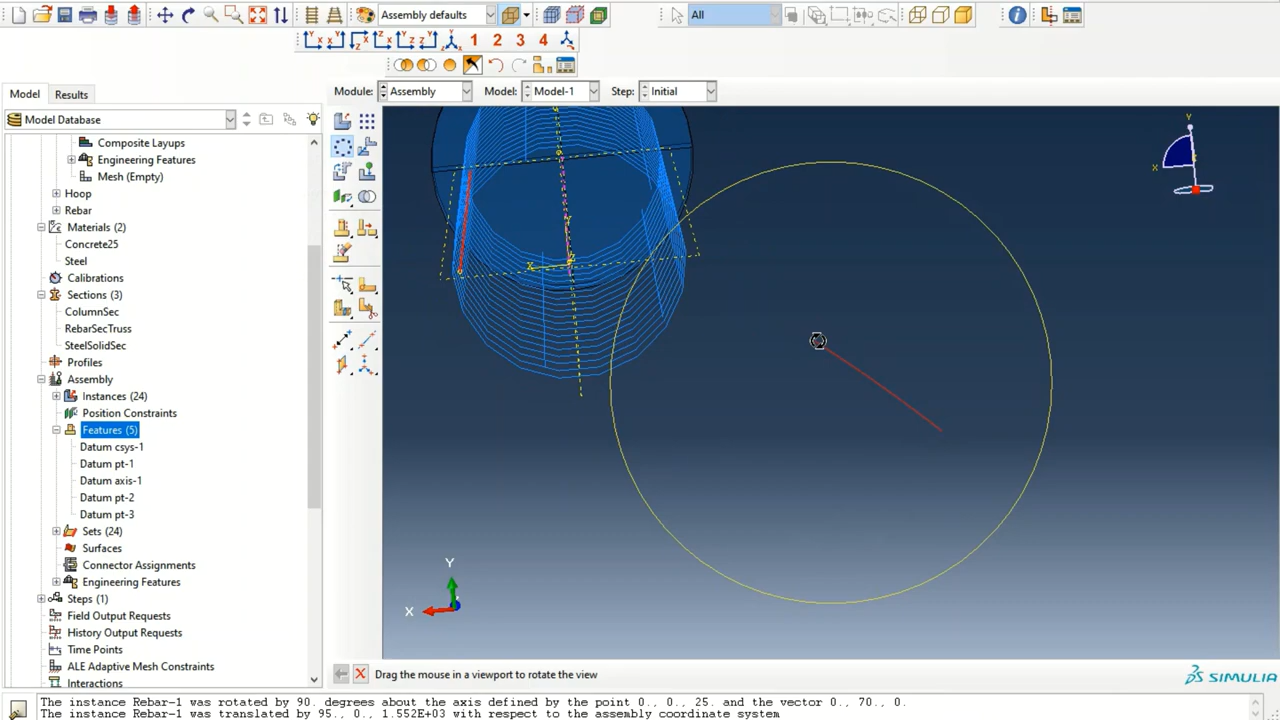 Assembly defaults
All
1 2 3 4
Model Results
Module: Assembly Model: Model-1 Step: Initial
Model Database
Composite Layups
Engineering Features
Mesh (Empty)
Hoop
Rebar
Materials (2)
Concrete25
Steel
Calibrations
Sections (3)
ColumnSec
RebarSecTruss
SteelSolidSec
Profiles
Assembly
Instances (24)
Position Constraints
Features (5)
Datum csys-1
Datum pt-1
Datum axis-1
Datum pt-2
Datum pt-3
Sets (24)
Surfaces
Connector Assignments
Engineering Features
Steps (1)
Field Output Requests
History Output Requests
Time Points
ALE Adaptive Mesh Constraints
Interactions
Y
X
X
Y
X
Drag the mouse in a viewport to rotate the view
SIMULIA
The instance Rebar-1 was rotated by 90. degrees about the axis defined by the point 0., 0., 25. and the vector 0., 70., 0.
The instance Rebar-1 was translated by 95., 0., 1.552E+03 with respect to the assembly coordinate system